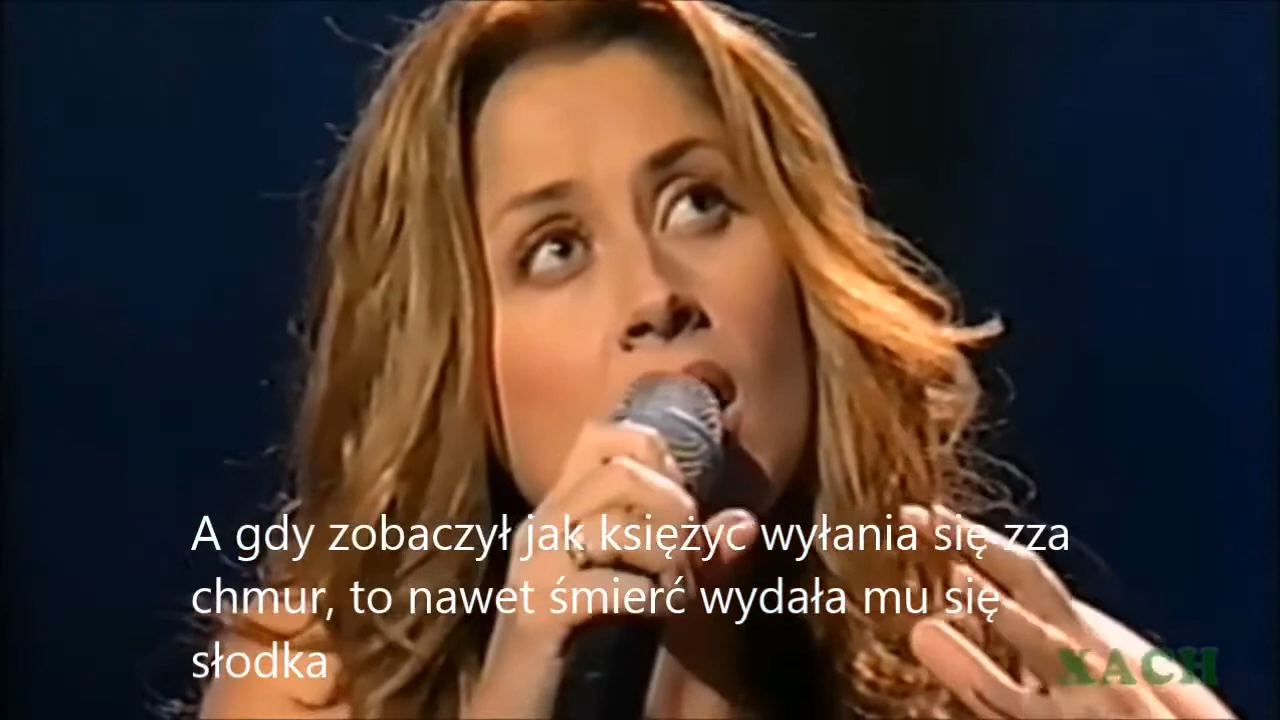 A gdy zobaczył jak księżyc wyłania się zza
chmur, to nawet śmierć wydała mu się
słodka
XACH